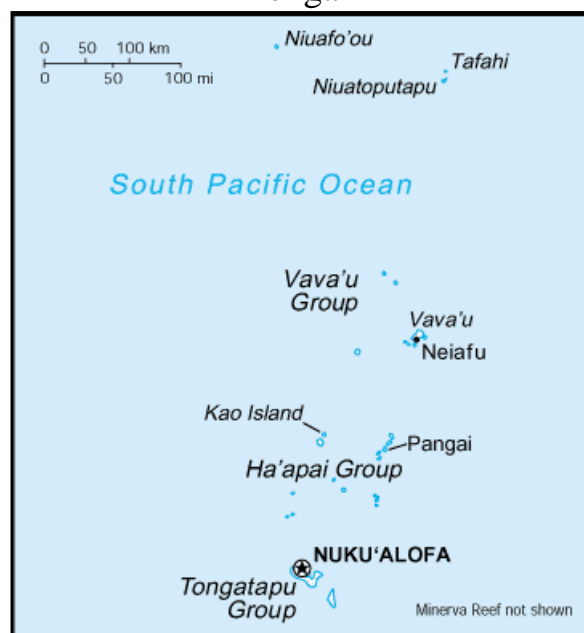 Niuafo'ou
0 50 100 km
0 50 100 mi
Tafahi
Niuatoputapu
South Pacific Ocean
Vava'u
Group
Vava'u
Neiafu
Kao Island
Pangai
Ha'apai Group
NUKU'ALOFA
Tongatapu
Group
Minerva Reef not shown